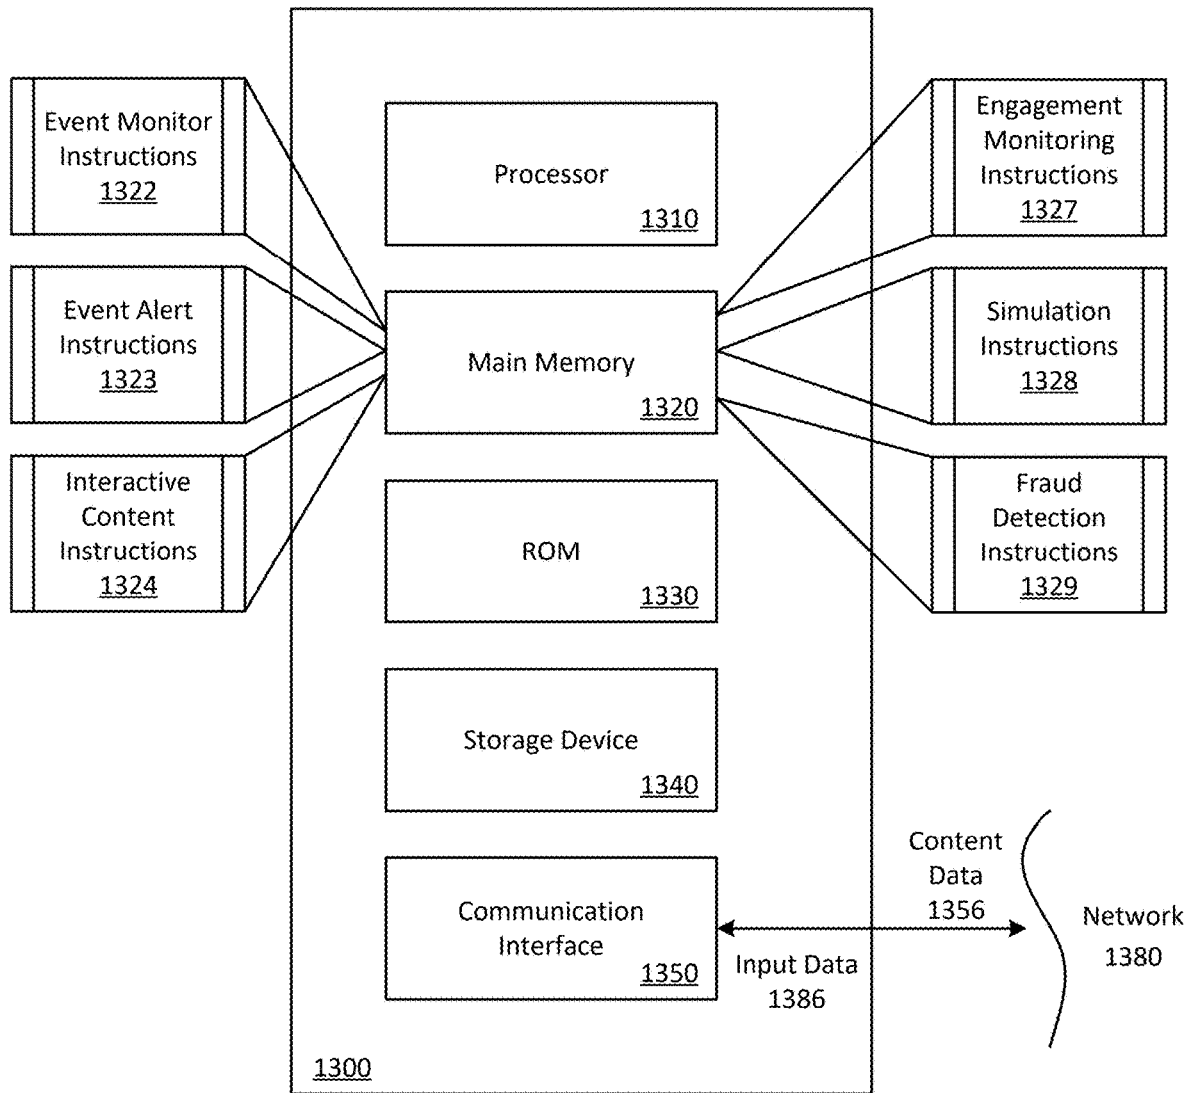 Event Monitor
Instructions
1322
Event Alert
Instructions
1323
Interactive
Content
Instructions
1324
Processor
1310
Main Memory
1320
ROM
1330
Storage Device
1340
Communication
Interface
1350
1300
Engagement
Monitoring
Instructions
1327
Simulation
Instructions
1328
Fraud
Detection
Instructions
1329
Content
Data
1356
Input Data
1386
Network
1380